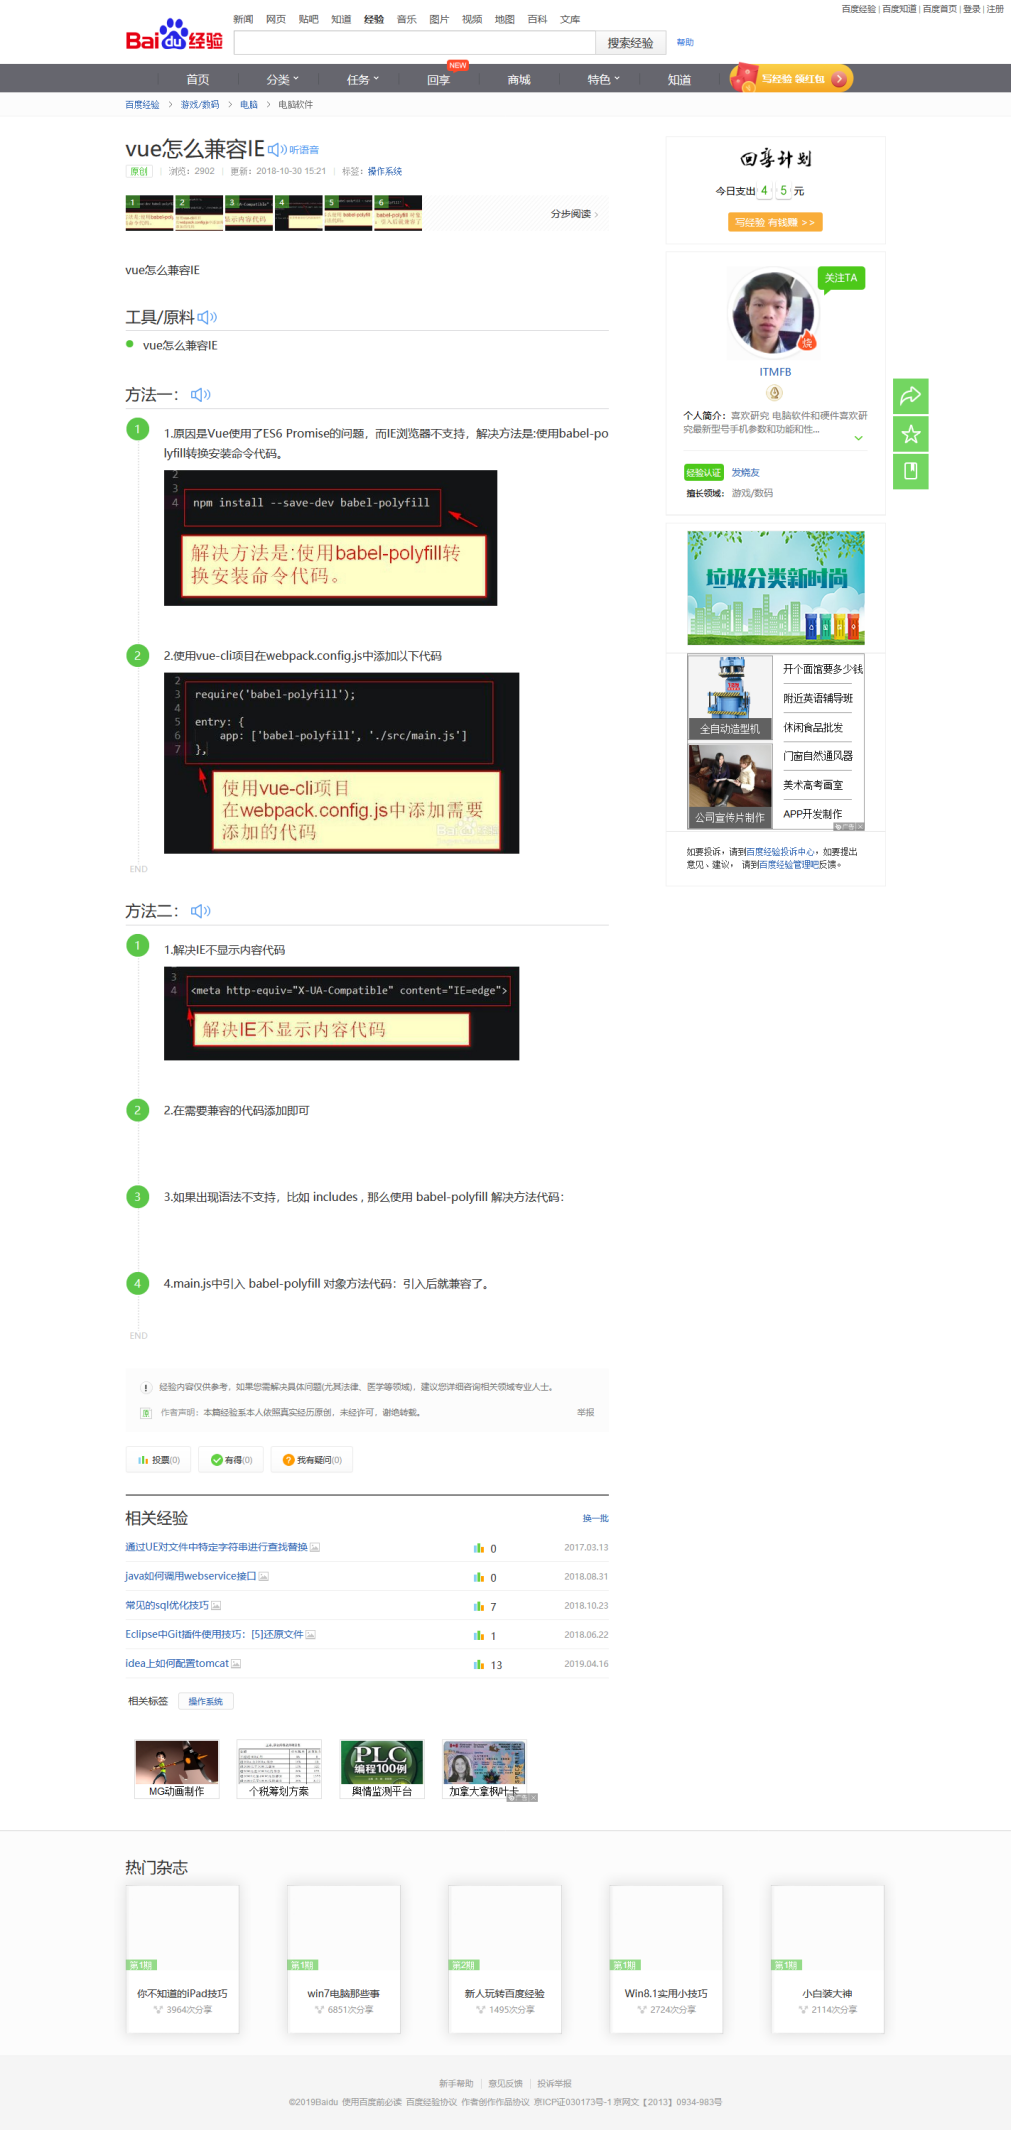 百度经验 | 百度知道 | 百度首页 | 登录 | 注册
新闻 网页 贴吧 知道 经验 音乐 图片 视频 地图 百科 文库
Bai du 经验
搜索经验 帮助
首页 分类 任务 回享 NEW 商城 特色 知道 写经验 领红包
百度经验 > 游戏/数码 > 电脑 > 电脑软件
vue怎么兼容IE 听语音
原创 | 浏览：2902 | 更新：2018-10-30 15:21 | 标签：操作系统
1 2 3 4 5 6
分步阅读
vue怎么兼容IE
工具/原料
vue怎么兼容IE
方法一：
1
1.原因是Vue使用了ES6 Promise的问题，而IE浏览器不支持，解决方法是:使用babel-po
lyfill转换安装命令代码。
2
3
4 npm install --save-dev babel-polyfill
解决方法是:使用babel-polyfill转
换安装命令代码。
2
2.使用vue-cli项目在webpack.config.js中添加以下代码
2
3 require('babel-polyfill');
4
5 entry: {
6 app: ['babel-polyfill', './src/main.js']
7 },
使用vue-cli项目
在webpack.config.js中添加需要
添加的代码
END
方法二：
1
1.解决IE不显示内容代码
3
4 <meta http-equiv="X-UA-Compatible" content="IE=edge">
解决IE不显示内容代码
2
2.在需要兼容的代码添加即可
3
3.如果出现语法不支持，比如 includes , 那么使用 babel-polyfill 解决方法代码：
4
4.main.js中引入 babel-polyfill 对象方法代码：引入后就兼容了。
END
经验内容仅供参考，如果您需解决具体问题(尤其法律、医学等领域)，建议您详细咨询相关领域专业人士。
作者声明：本篇经验系本人依照真实经历原创，未经许可，谢绝转载。 举报
投票(0) 有得(0) 我有疑问(0)
相关经验 换一批
通过UE对文件中特定字符串进行查找替换 0 2017.03.13
java如何调用webservice接口 0 2018.08.31
常见的sql优化技巧 7 2018.10.23
Eclipse中Git插件使用技巧：[5]还原文件 1 2018.06.22
idea上如何配置tomcat 13 2019.04.16
相关标签 操作系统
PLC
编程100例
MG动画制作 个税筹划方案 舆情监测平台 加拿大拿枫叶卡
广告
回享计划
今日支出 4 5 元
写经验 有钱赚 >>
关注TA
烧
ITMFB
个人简介：喜欢研究 电脑软件和硬件喜欢研
究最新型号手机参数和功能和性...
经验认证 发烧友
擅长领域： 游戏/数码
垃圾分类新时尚
全自动造型机
公司宣传片制作
开个面馆要多少钱
附近英语辅导班
休闲食品批发
门窗自然通风器
美术高考画室
APP开发制作
广告
如要投诉，请到百度经验投诉中心，如要提出
意见、建议， 请到百度经验管理吧反馈。
热门杂志
第1期 第1期 第2期 第1期 第1期
你不知道的iPad技巧 win7电脑那些事 新人玩转百度经验 Win8.1实用小技巧 小白装大神
3964次分享 6851次分享 1495次分享 2724次分享 2114次分享
新手帮助 | 意见反馈 | 投诉举报
©2019Baidu 使用百度前必读 百度经验协议 作者创作作品协议 京ICP证030173号-1 京网文【2013】0934-983号